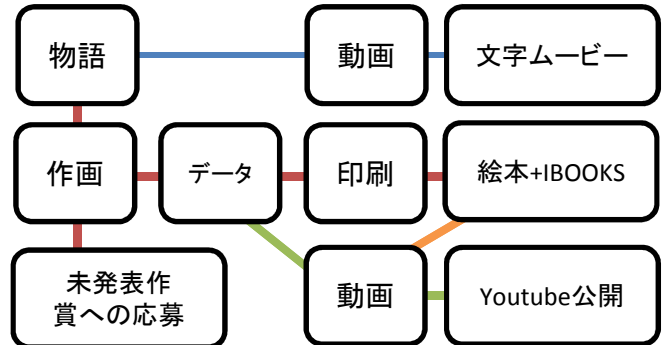 物語
動画
文字ムービー
作画
データ
印刷
絵本+IBOOKS
未発表作
賞への応募
動画
Youtube公開